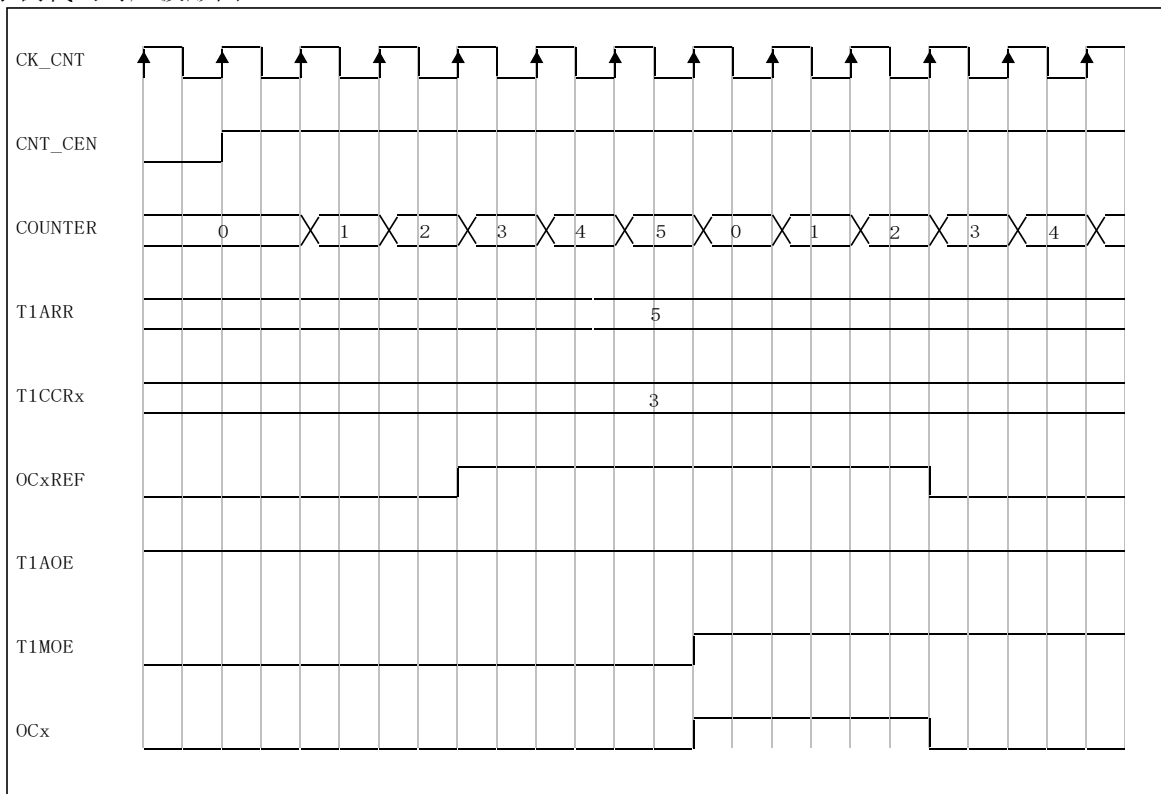 CK_CNT
CNT_CEN
COUNTER 0 1 2 3 4 5 0 1 2 3 4
T1ARR 5
T1CCRx 3
OCxREF
T1AOE
T1MOE
OCx